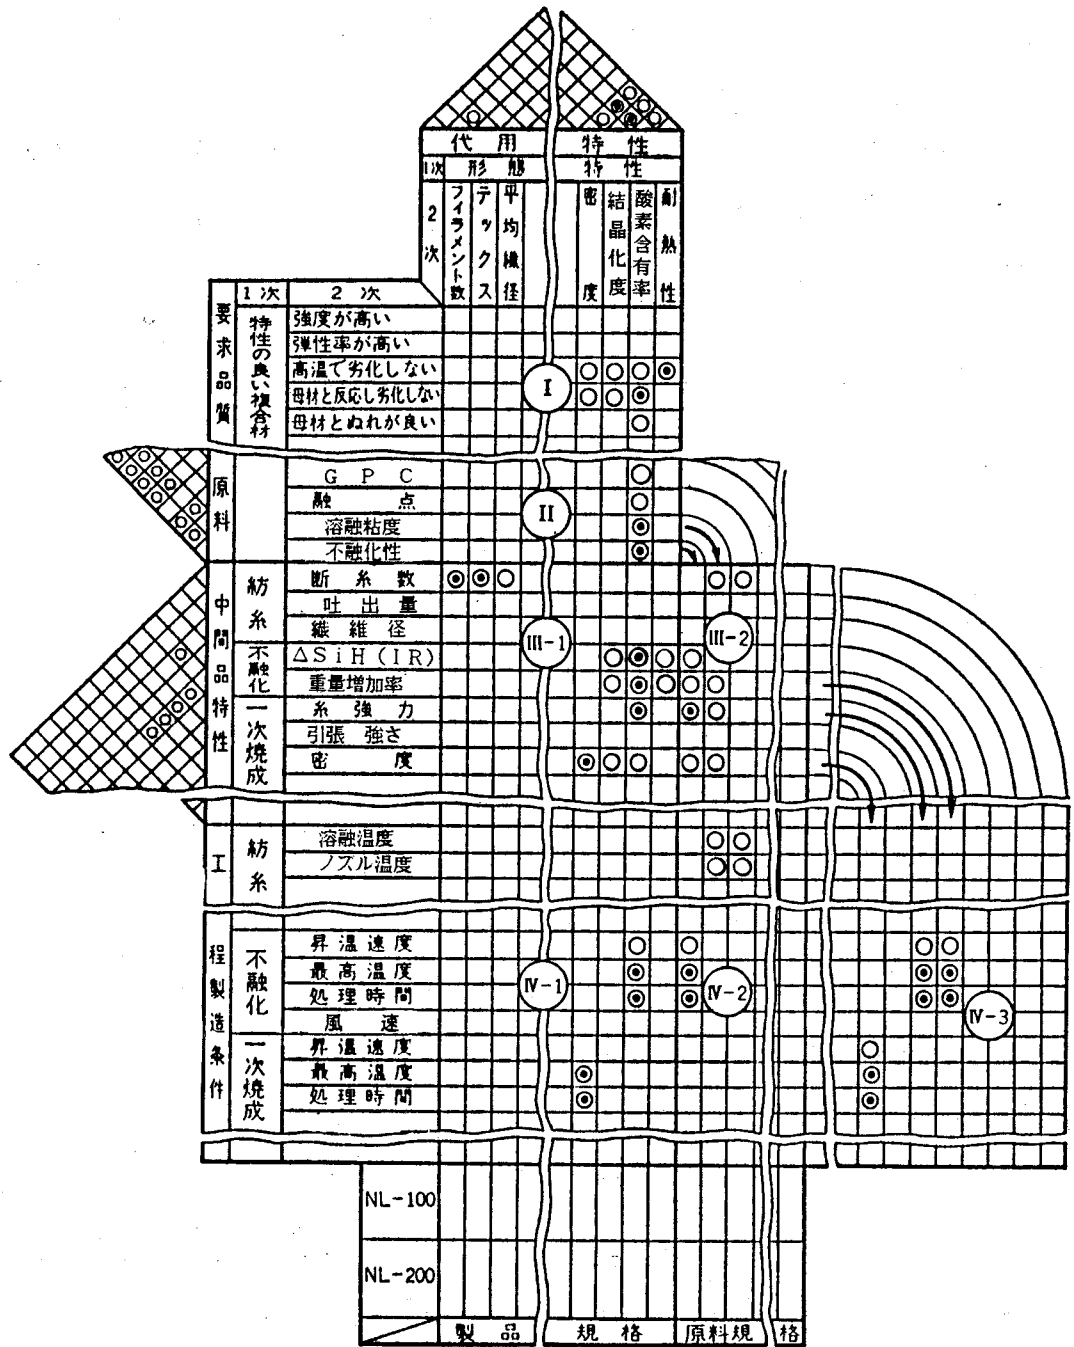 代用 特性
1次 形態 特性
2次 フィラメント数 テックス 平均繊径 密度 結晶化度 酸素含有率 耐熱性
要求品質 1次 2次
特性の良い複合材 強度が高い
弾性率が高い
高温で劣化しない ○ ○ ○ ◉
I
母材と反応し劣化しない ○ ○ ◉
母材とぬれが良い ○
原料 GPC ○
融点 ○
II
溶融粘度 ◉
不融化性 ◉
中間品特性 紡糸 断糸数 ◉ ◉ ○ ○ ○
吐出量
繊維径 III-1 III-2
不融化 ΔSiH(IR) ○ ◉ ○ ○
重量増加率 ○ ◉ ○ ○ ○
一次焼成 糸強力 ◉ ◉ ○
引張強さ
密度 ◉ ○ ○ ○ ○
工 紡糸 溶融温度 ○ ○
ノズル温度 ○ ○
程製造条件 不融化 昇温速度 ○ ○ ○ ○
最高温度 ◉ ◉ ◉ ◉
IV-1 IV-2
処理時間 ◉ ◉ ◉ ◉
IV-3
風速
一次焼成 昇温速度 ○
最高温度 ◉ ◉
処理時間 ◉ ◉
NL-100
NL-200
製品 規格 原料規格